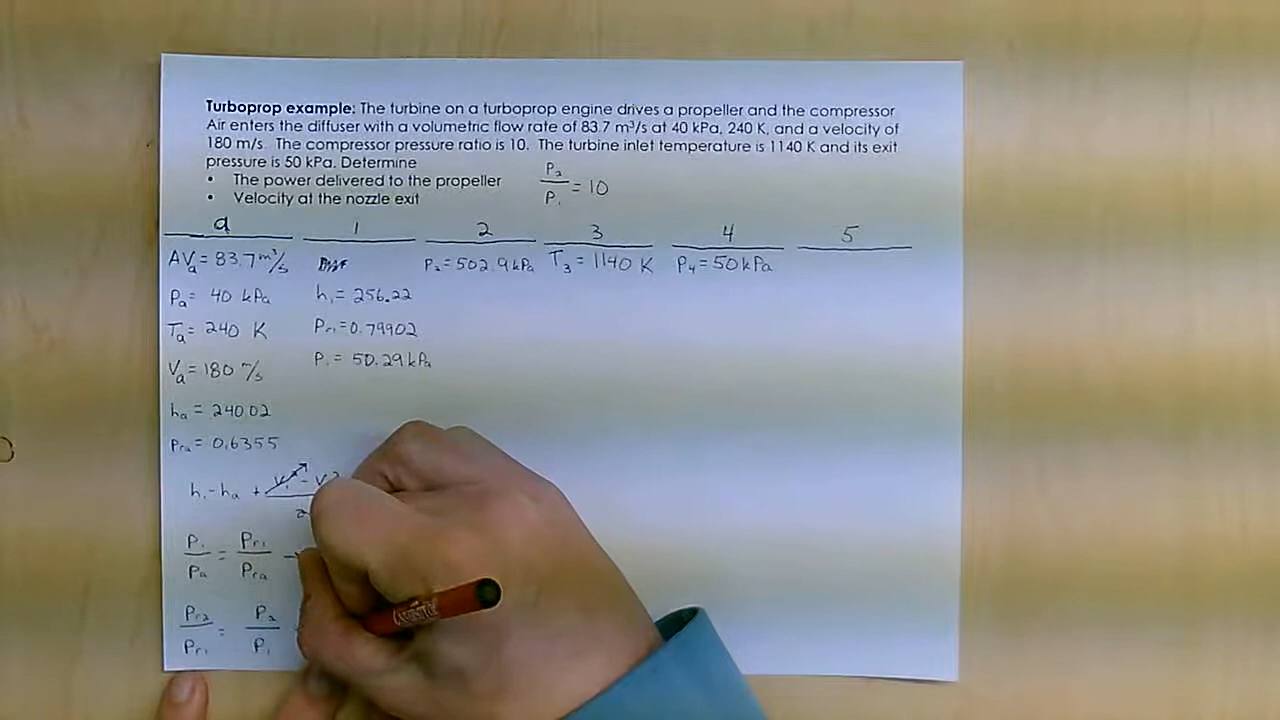 Turboprop example: The turbine on a turboprop engine drives a propeller and the compressor
Air enters the diffuser with a volumetric flow rate of 83.7 m³/s at 40 kPa, 240 K, and a velocity of
180 m/s. The compressor pressure ratio is 10. The turbine inlet temperature is 1140 K and its exit
pressure is 50 kPa. Determine
• The power delivered to the propeller
• Velocity at the nozzle exit
P₂/P₁ = 10
a 1 2 3 4 5
AVₐ = 83.7 m³/s P₂ = 502.9 kPa T₃ = 1140 K P₄ = 50 kPa
Pₐ = 40 kPa h₁ = 256.22
Tₐ = 240 K Pr₁ = 0.79902
Vₐ = 180 m/s P₁ = 50.29 kPa
hₐ = 240.02
Prₐ = 0.6355
h₁ - hₐ +
P₁/Pₐ = Pr₁/Prₐ
Pr₂/Pr₁ = P₂/P₁